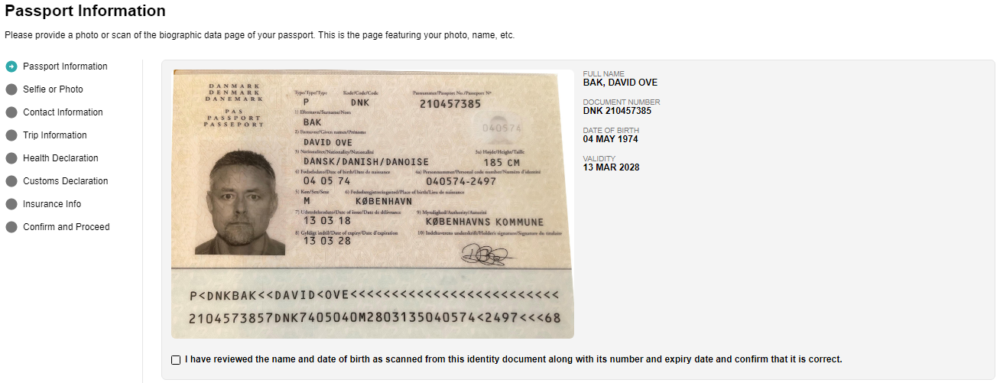 Passport Information
Please provide a photo or scan of the biographic data page of your passport. This is the page featuring your photo, name, etc.
Passport Information
Selfie or Photo
Contact Information
Trip Information
Health Declaration
Customs Declaration
Insurance Info
Confirm and Proceed
DANMARK
DENMARK
DANEMARK
PAS
PASSPORT
PASSEPORT
Type/Type/Type Kode/Code/Code Pasnummer/Passport No./Passeport N°
P DNK 210457385
1) Efternavn/Surname/Nom
BAK
040574
2) Fornavne/Given names/Prénoms
DAVID OVE
3) Nationalitet/Nationality/Nationalité 3a) Højde/Height/Taille
DANSK/DANISH/DANOISE 185 CM
4) Fødselsdato/Date of birth/Date de naissance 4a) Personnummer/Personal code number/Numéro d'identité
04 05 74 040574-2497
5) Køn/Sex/Sexe 6) Fødselsregistreringssted/Place of birth/Lieu de naissance
M KØBENHAVN
7) Udstedelsesdato/Date of issue/Date de délivrance 9) Myndighed/Authority/Autorité
13 03 18 KØBENHAVNS KOMMUNE
8) Gyldigt indtil/Date of expiry/Date d'expiration 10) Indehaverens underskrift/Holder's signature/Signature du titulaire
13 03 28
P<DNKBAK<<DAVID<OVE<<<<<<<<<<<<<<<<<<<<<<<<<
2104573857DNK7405040M2803135040574<2497<<<68
FULL NAME
BAK, DAVID OVE
DOCUMENT NUMBER
DNK 210457385
DATE OF BIRTH
04 MAY 1974
VALIDITY
13 MAR 2028
I have reviewed the name and date of birth as scanned from this identity document along with its number and expiry date and confirm that it is correct.